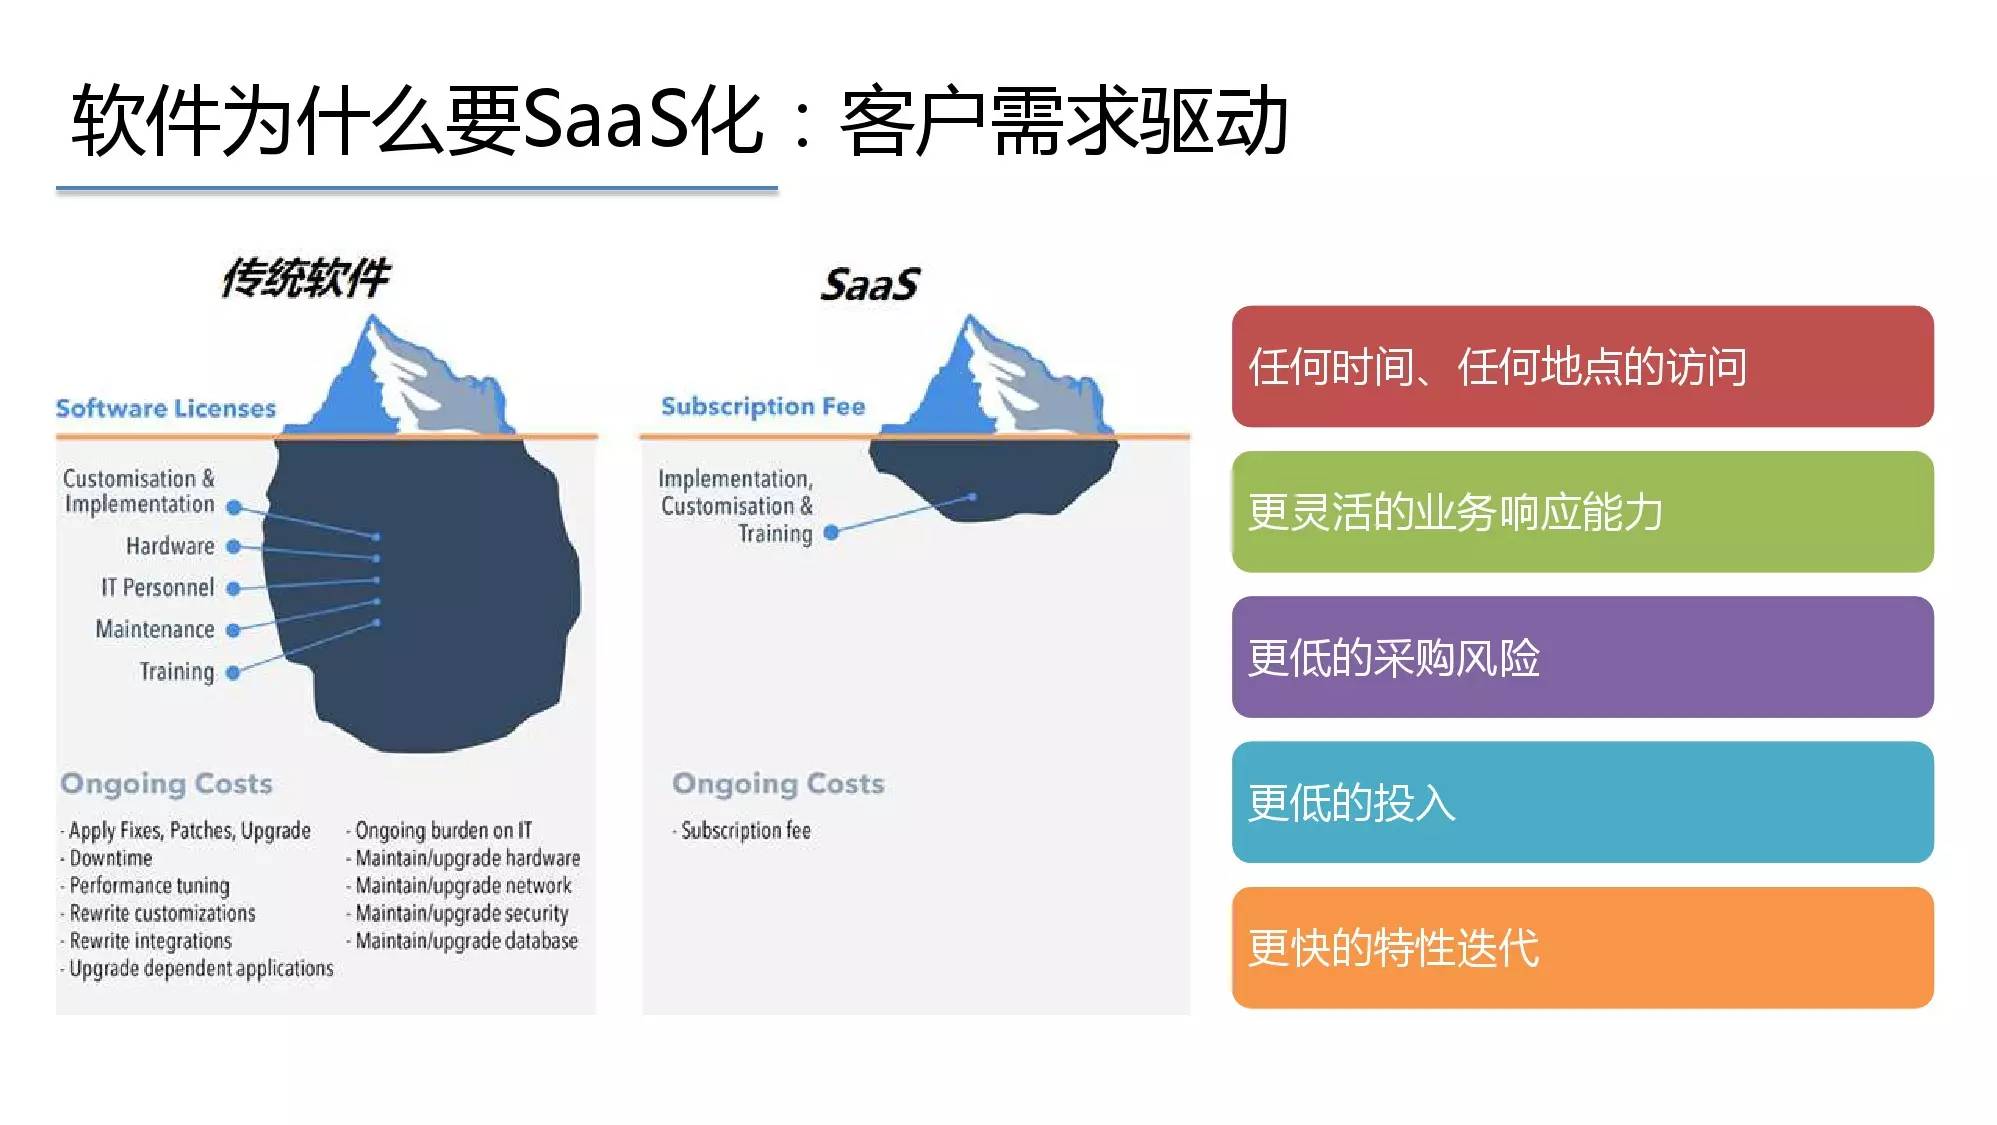 软件为什么要SaaS化：客户需求驱动
传统软件
Software Licenses
Customisation &
Implementation
Hardware
IT Personnel
Maintenance
Training
Ongoing Costs
- Apply Fixes, Patches, Upgrade
- Downtime
- Performance tuning
- Rewrite customizations
- Rewrite integrations
- Upgrade dependent applications
- Ongoing burden on IT
- Maintain/upgrade hardware
- Maintain/upgrade network
- Maintain/upgrade security
- Maintain/upgrade database
SaaS
Subscription Fee
Implementation,
Customisation &
Training
Ongoing Costs
- Subscription fee
任何时间、任何地点的访问
更灵活的业务响应能力
更低的采购风险
更低的投入
更快的特性迭代